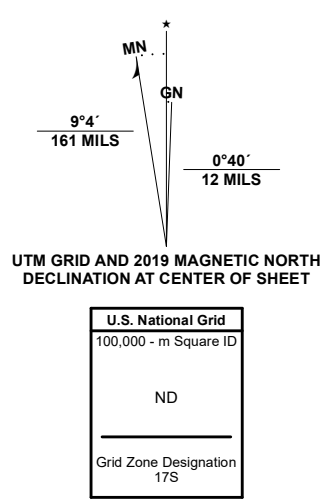 ★
MN
GN
9°4´
161 MILS
0°40´
12 MILS
UTM GRID AND 2019 MAGNETIC NORTH
DECLINATION AT CENTER OF SHEET
U.S. National Grid
100,000 - m Square ID
ND
Grid Zone Designation
17S